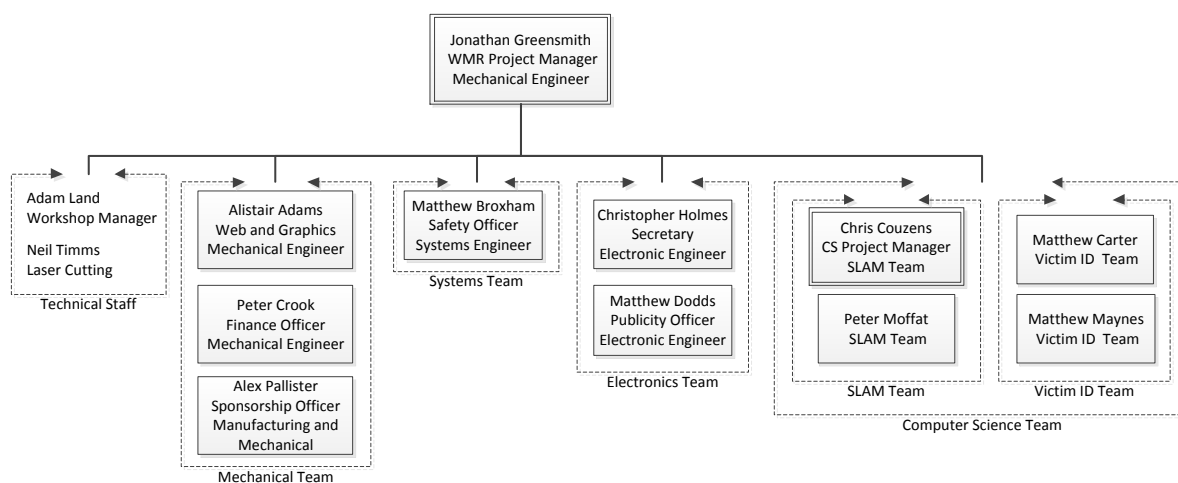 Jonathan Greensmith
WMR Project Manager
Mechanical Engineer
Adam Land
Workshop Manager
Neil Timms
Laser Cutting
Technical Staff
Alistair Adams
Web and Graphics
Mechanical Engineer
Peter Crook
Finance Officer
Mechanical Engineer
Alex Pallister
Sponsorship Officer
Manufacturing and
Mechanical
Mechanical Team
Matthew Broxham
Safety Officer
Systems Engineer
Systems Team
Christopher Holmes
Secretary
Electronic Engineer
Matthew Dodds
Publicity Officer
Electronic Engineer
Electronics Team
Chris Couzens
CS Project Manager
SLAM Team
Peter Moffat
SLAM Team
SLAM Team
Matthew Carter
Victim ID Team
Matthew Maynes
Victim ID Team
Victim ID Team
Computer Science Team